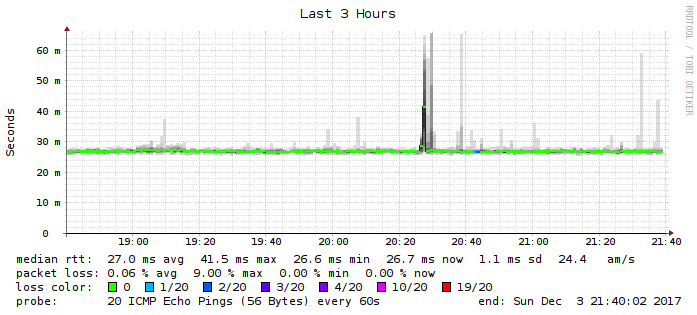 Last 3 Hours
RRDTOOL / TOBI OETIKER
Seconds
60 m
50 m
40 m
30 m
20 m
10 m
0
19:00 19:20 19:40 20:00 20:20 20:40 21:00 21:20 21:40
median rtt: 27.0 ms avg 41.5 ms max 26.6 ms min 26.7 ms now 1.1 ms sd 24.4 am/s
packet loss: 0.06 % avg 9.00 % max 0.00 % min 0.00 % now
loss color: 0 1/20 2/20 3/20 4/20 10/20 19/20
probe: 20 ICMP Echo Pings (56 Bytes) every 60s end: Sun Dec 3 21:40:02 2017